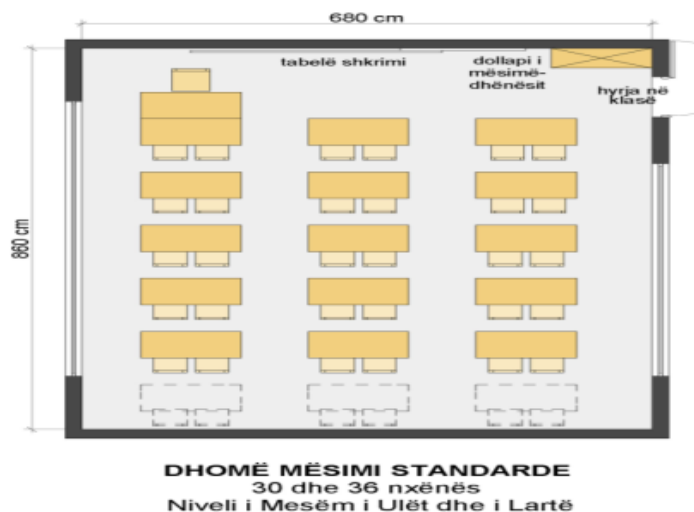 680 cm
tabelë shkrimi
dollapi i
mësimë-
dhënësit
hyrja në
klasë
860 cm
DHOMË MËSIMI STANDARDE
30 dhe 36 nxënës
Niveli i Mesëm i Ulët dhe i Lartë